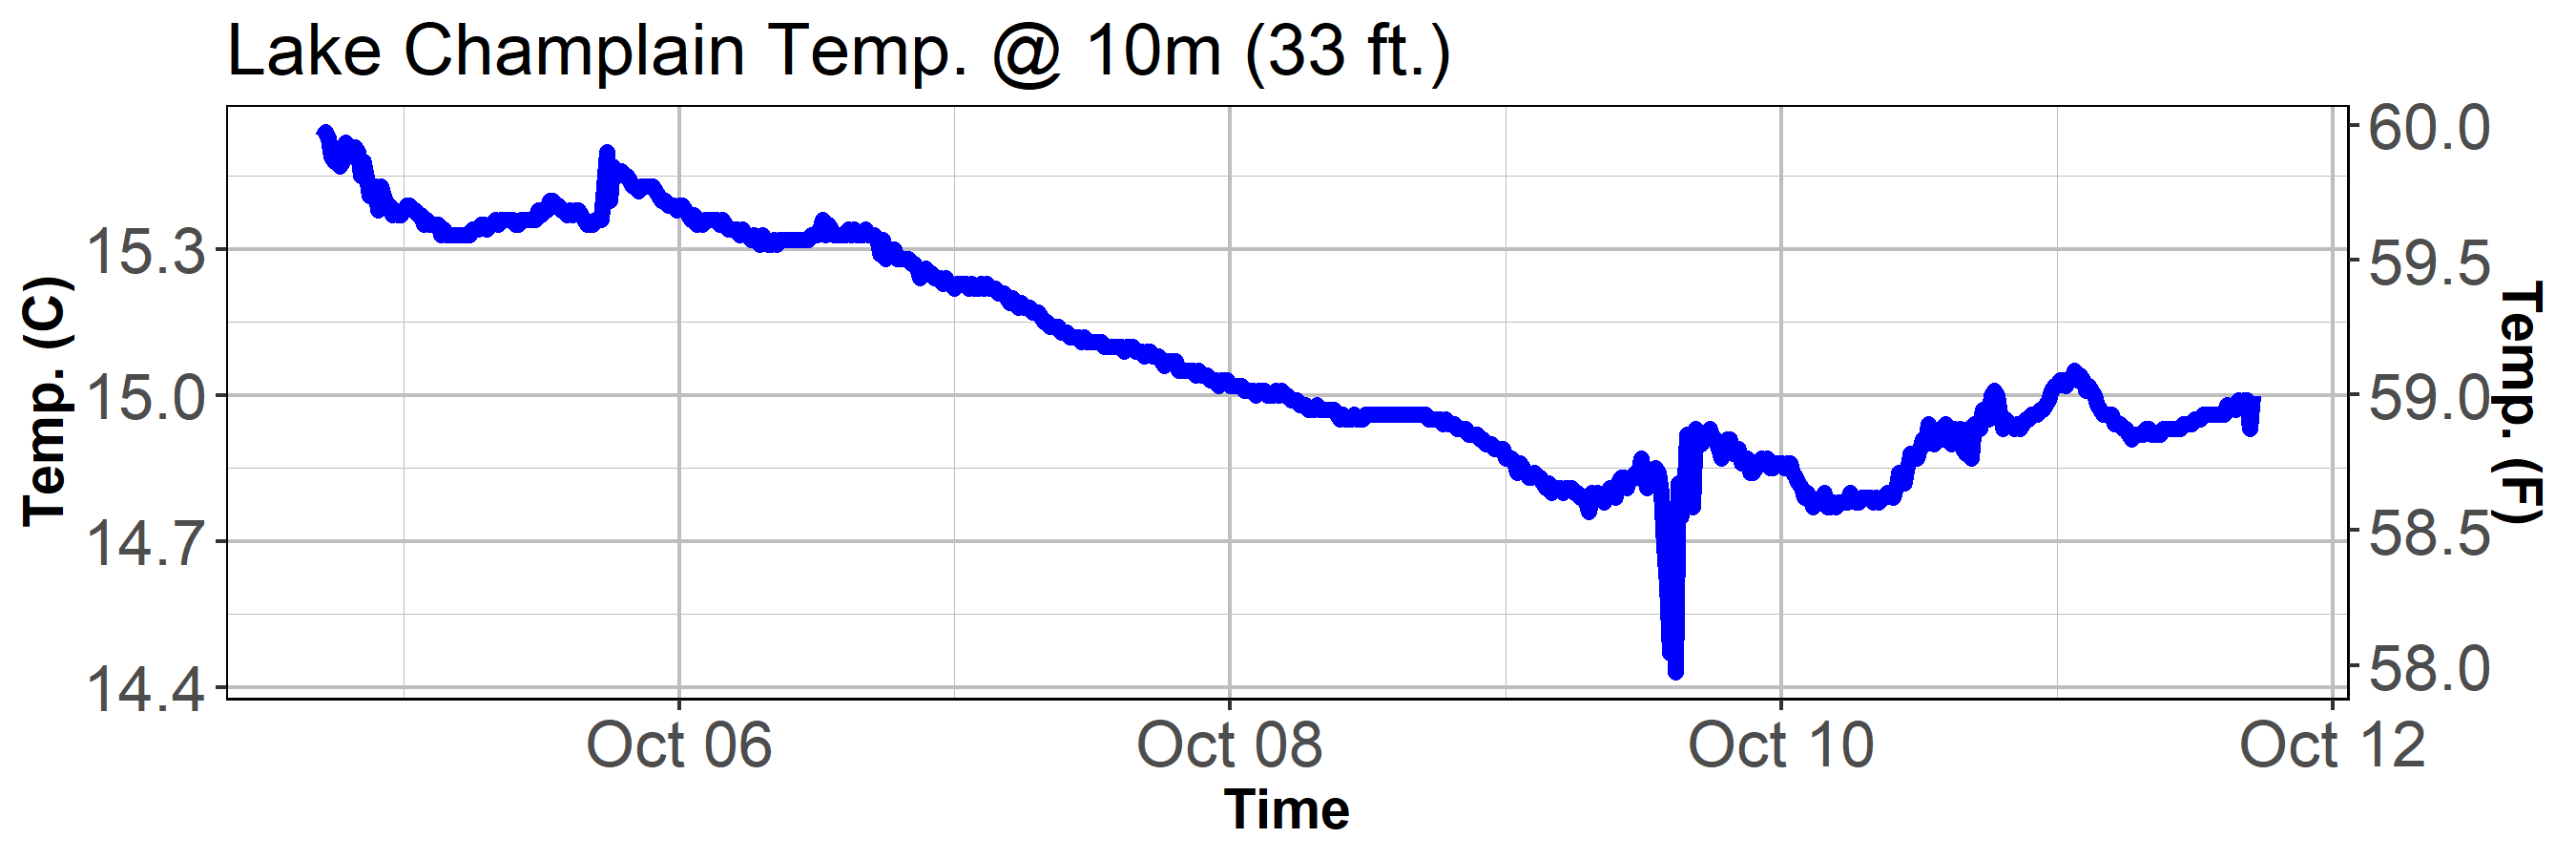 Lake Champlain Temp. @ 10m (33 ft.)
Temp. (C)
15.3
15.0
14.7
14.4
60.0
59.5
59.0
58.5
58.0
Temp. (F)
Oct 06
Oct 08
Oct 10
Oct 12
Time